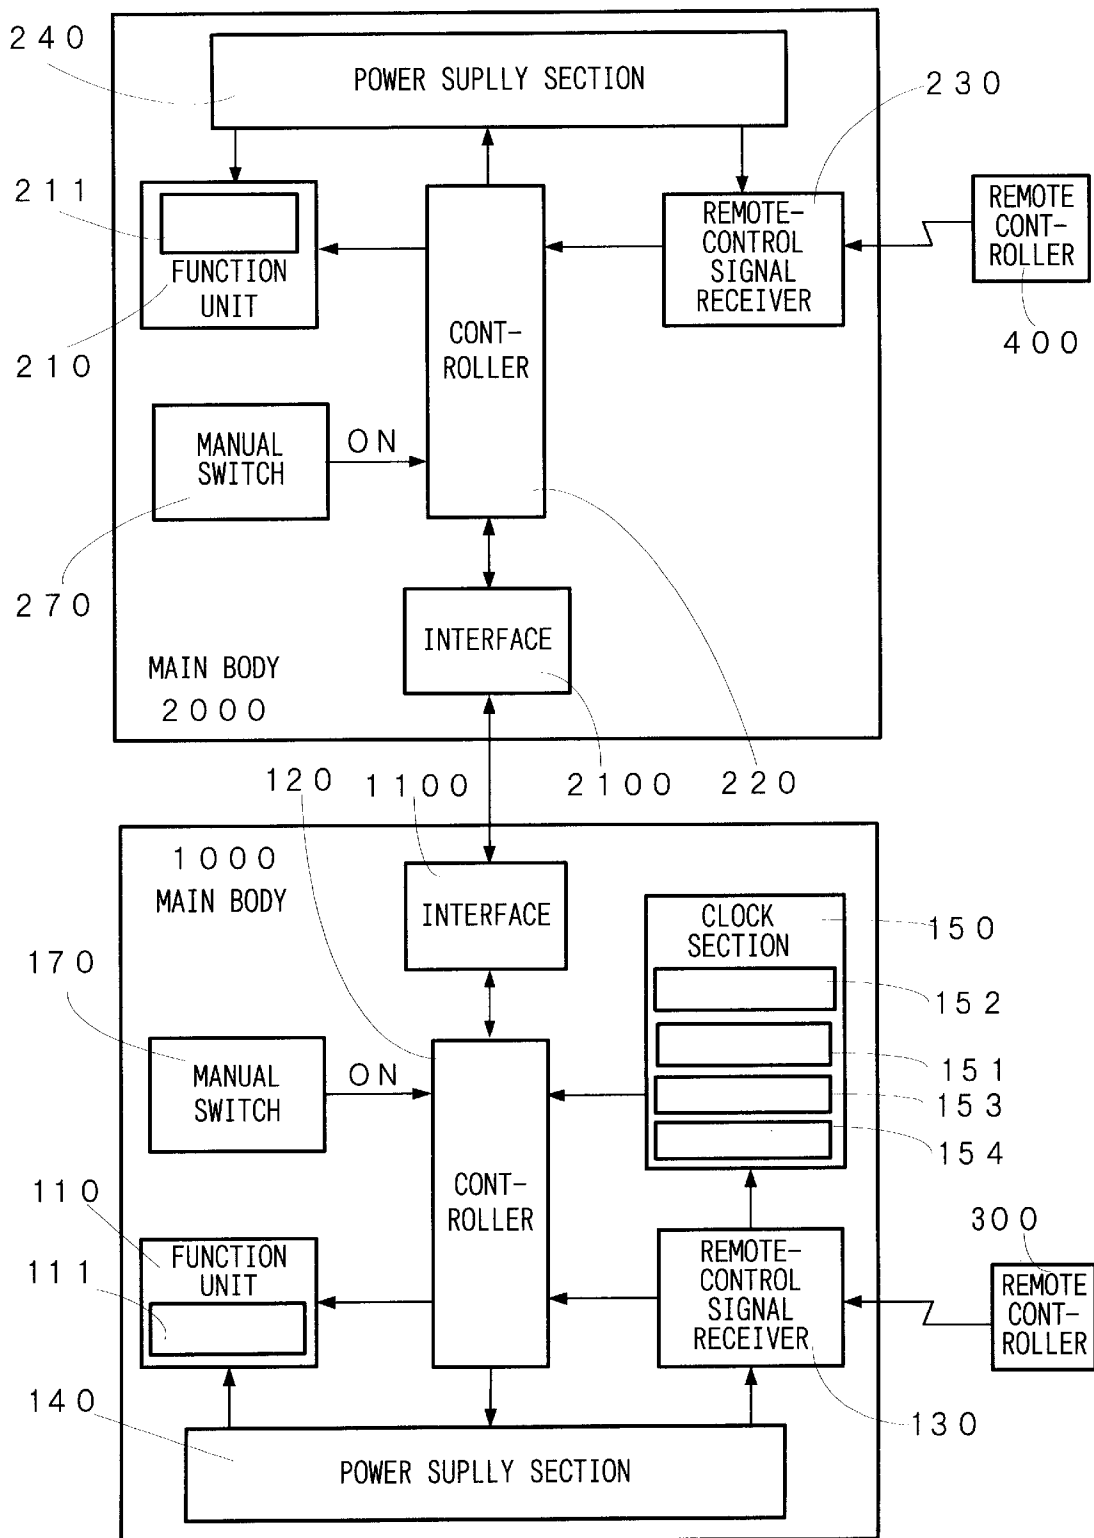 240
POWER SUPLLY SECTION
230
211
FUNCTION
UNIT
210
REMOTE-
CONTROL
SIGNAL
RECEIVER
REMOTE
CONT-
ROLLER
400
CONT-
ROLLER
MANUAL
SWITCH
ON
270
INTERFACE
MAIN BODY
2000
120
1100
2100
220
1000
MAIN BODY
INTERFACE
CLOCK
SECTION
150
170
152
MANUAL
SWITCH
ON
151
153
154
CONT-
ROLLER
110
111
FUNCTION
UNIT
REMOTE-
CONTROL
SIGNAL
RECEIVER
300
REMOTE
CONT-
ROLLER
140
130
POWER SUPLLY SECTION